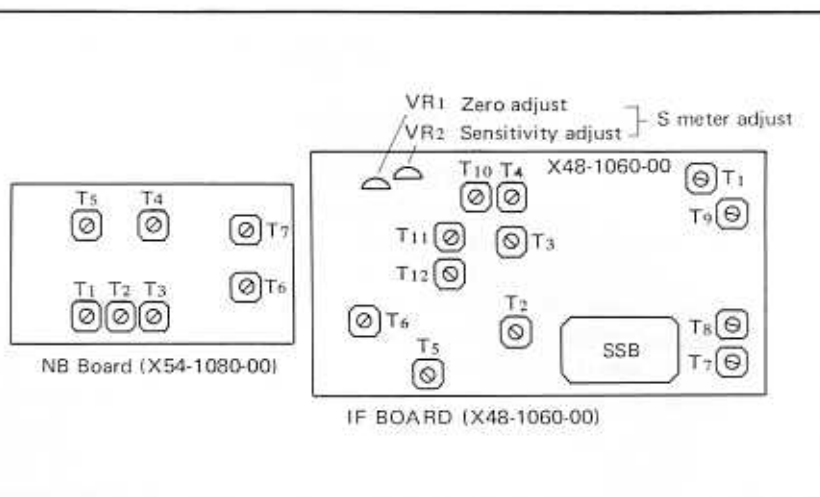 VR1 Zero adjust
VR2 Sensitivity adjust
S meter adjust
X48-1060-00
T10 T4
T1
T9
T11
T3
T12
T2
T6
T5
SSB
T8
T7
IF BOARD (X48-1060-00)
T5 T4
T7
T6
T1 T2 T3
NB Board (X54-1080-00)